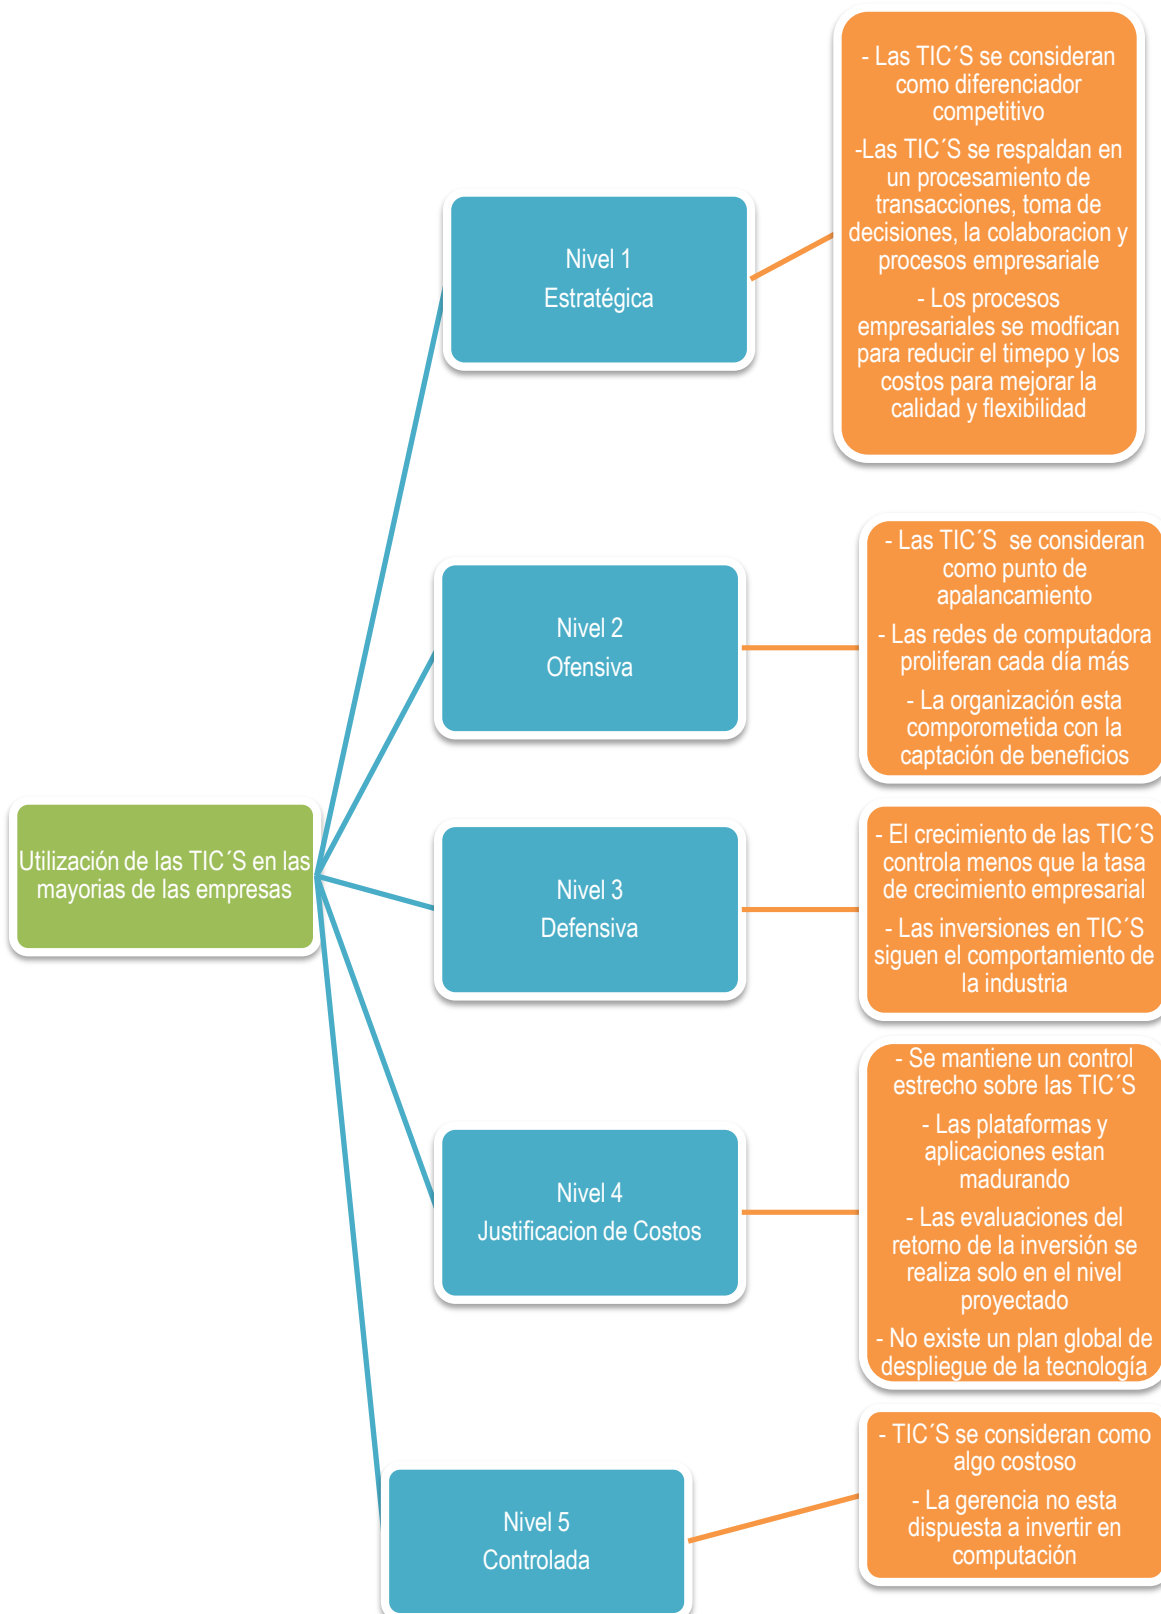 Utilización de las TIC´S en las
mayorias de las empresas
Nivel 1
Estratégica
- Las TIC´S se consideran
como diferenciador
competitivo
-Las TIC´S se respaldan en
un procesamiento de
transacciones, toma de
decisiones, la colaboracion y
procesos empresariale
- Los procesos
empresariales se modfican
para reducir el timepo y los
costos para mejorar la
calidad y flexibilidad
Nivel 2
Ofensiva
- Las TIC´S se consideran
como punto de
apalancamiento
- Las redes de computadora
proliferan cada día más
- La organización esta
comporometida con la
captación de beneficios
Nivel 3
Defensiva
- El crecimiento de las TIC´S
controla menos que la tasa
de crecimiento empresarial
- Las inversiones en TIC´S
siguen el comportamiento de
la industria
Nivel 4
Justificacion de Costos
- Se mantiene un control
estrecho sobre las TIC´S
- Las plataformas y
aplicaciones estan
madurando
- Las evaluaciones del
retorno de la inversión se
realiza solo en el nivel
proyectado
- No existe un plan global de
despliegue de la tecnología
Nivel 5
Controlada
- TIC´S se consideran como
algo costoso
- La gerencia no esta
dispuesta a invertir en
computación